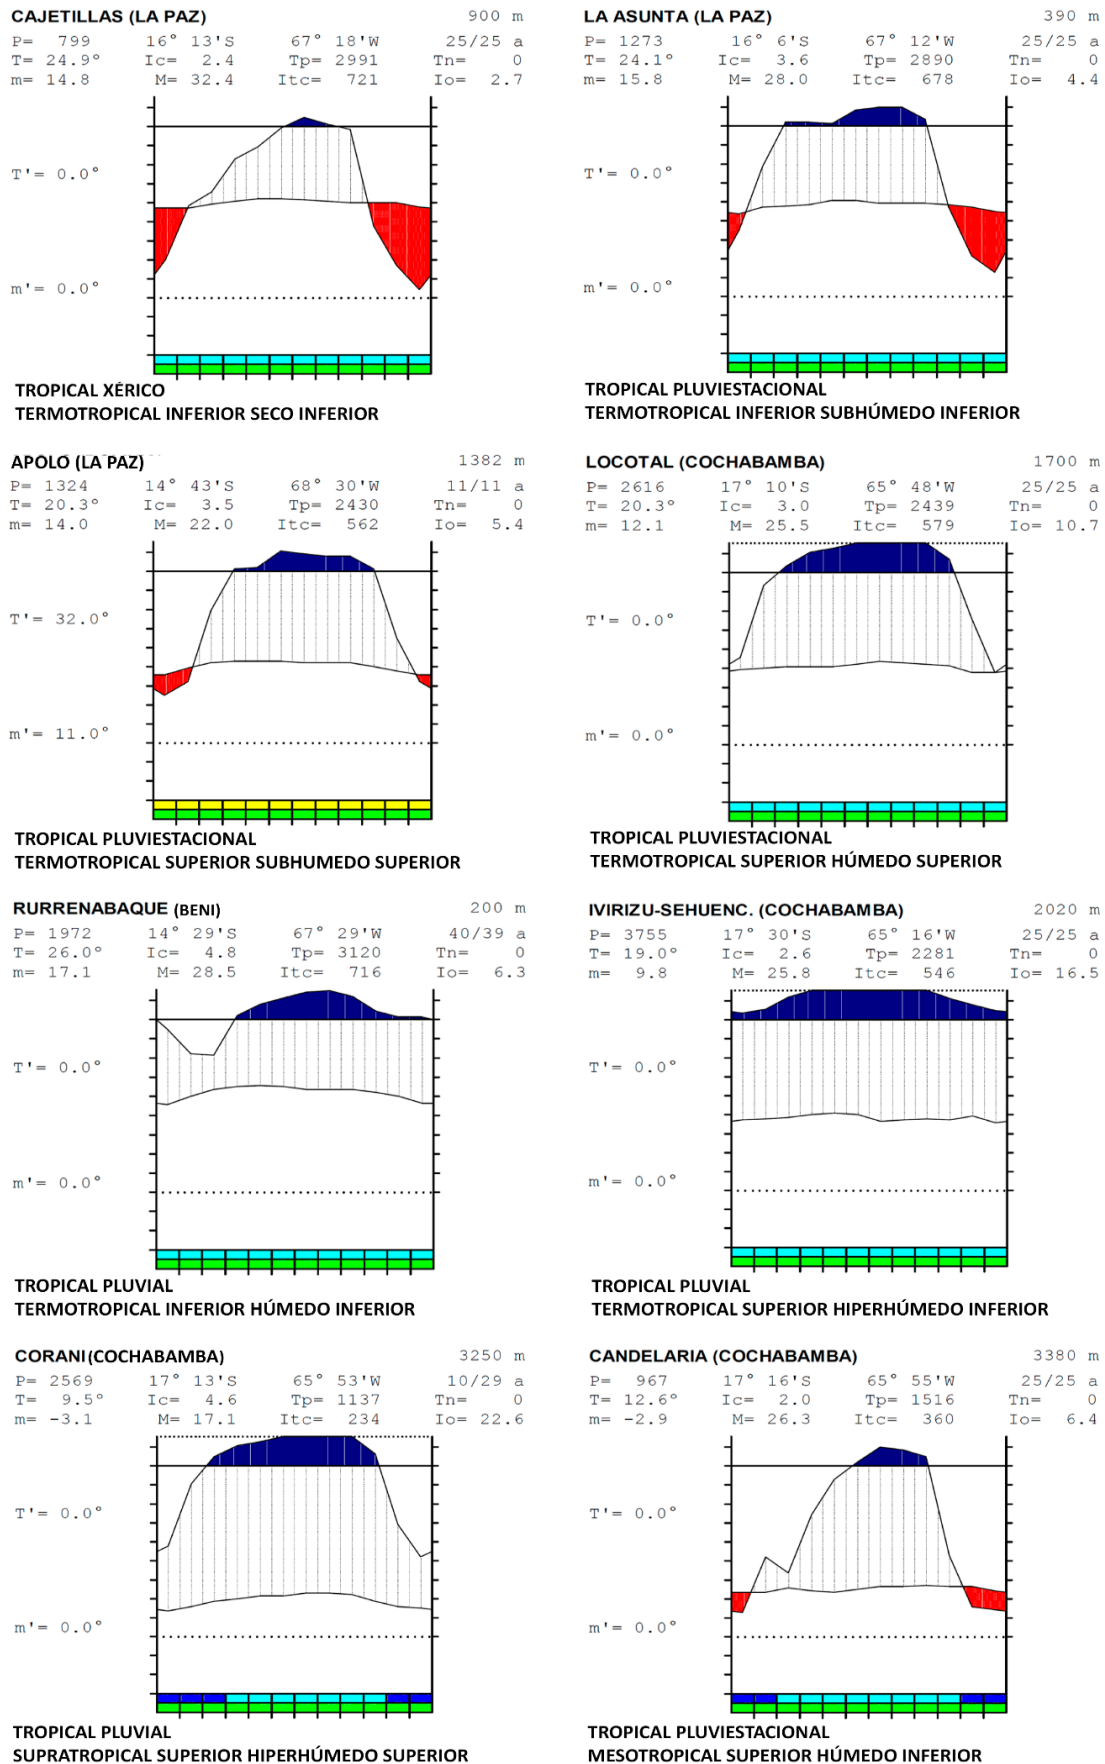 CAJETILLAS (LA PAZ) 900 m
P= 799 16° 13'S 67° 18'W 25/25 a
T= 24.9° Ic= 2.4 Tp= 2991 Tn= 0
m= 14.8 M= 32.4 Itc= 721 Io= 2.7
T'= 0.0°
m'= 0.0°
TROPICAL XÉRICO
TERMOTROPICAL INFERIOR SECO INFERIOR
LA ASUNTA (LA PAZ) 390 m
P= 1273 16° 6'S 67° 12'W 25/25 a
T= 24.1° Ic= 3.6 Tp= 2890 Tn= 0
m= 15.8 M= 28.0 Itc= 678 Io= 4.4
T'= 0.0°
m'= 0.0°
TROPICAL PLUVIESTACIONAL
TERMOTROPICAL INFERIOR SUBHÚMEDO INFERIOR
APOLO (LA PAZ) 1382 m
P= 1324 14° 43'S 68° 30'W 11/11 a
T= 20.3° Ic= 3.5 Tp= 2430 Tn= 0
m= 14.0 M= 22.0 Itc= 562 Io= 5.4
T'= 32.0°
m'= 11.0°
TROPICAL PLUVIESTACIONAL
TERMOTROPICAL SUPERIOR SUBHUMEDO SUPERIOR
LOCOTAL (COCHABAMBA) 1700 m
P= 2616 17° 10'S 65° 48'W 25/25 a
T= 20.3° Ic= 3.0 Tp= 2439 Tn= 0
m= 12.1 M= 25.5 Itc= 579 Io= 10.7
T'= 0.0°
m'= 0.0°
TROPICAL PLUVIESTACIONAL
TERMOTROPICAL SUPERIOR HÚMEDO SUPERIOR
RURRENABAQUE (BENI) 200 m
P= 1972 14° 29'S 67° 29'W 40/39 a
T= 26.0° Ic= 4.8 Tp= 3120 Tn= 0
m= 17.1 M= 28.5 Itc= 716 Io= 6.3
T'= 0.0°
m'= 0.0°
TROPICAL PLUVIAL
TERMOTROPICAL INFERIOR HÚMEDO INFERIOR
IVIRIZU-SEHUENC. (COCHABAMBA) 2020 m
P= 3755 17° 30'S 65° 16'W 25/25 a
T= 19.0° Ic= 2.6 Tp= 2281 Tn= 0
m= 9.8 M= 25.8 Itc= 546 Io= 16.5
T'= 0.0°
m'= 0.0°
TROPICAL PLUVIAL
TERMOTROPICAL SUPERIOR HIPERHÚMEDO INFERIOR
CORANI (COCHABAMBA) 3250 m
P= 2569 17° 13'S 65° 53'W 10/29 a
T= 9.5° Ic= 4.6 Tp= 1137 Tn= 0
m= -3.1 M= 17.1 Itc= 234 Io= 22.6
T'= 0.0°
m'= 0.0°
TROPICAL PLUVIAL
SUPRATROPICAL SUPERIOR HIPERHÚMEDO SUPERIOR
CANDELARIA (COCHABAMBA) 3380 m
P= 967 17° 16'S 65° 55'W 25/25 a
T= 12.6° Ic= 2.0 Tp= 1516 Tn= 0
m= -2.9 M= 26.3 Itc= 360 Io= 6.4
T'= 0.0°
m'= 0.0°
TROPICAL PLUVIESTACIONAL
MESOTROPICAL SUPERIOR HÚMEDO INFERIOR